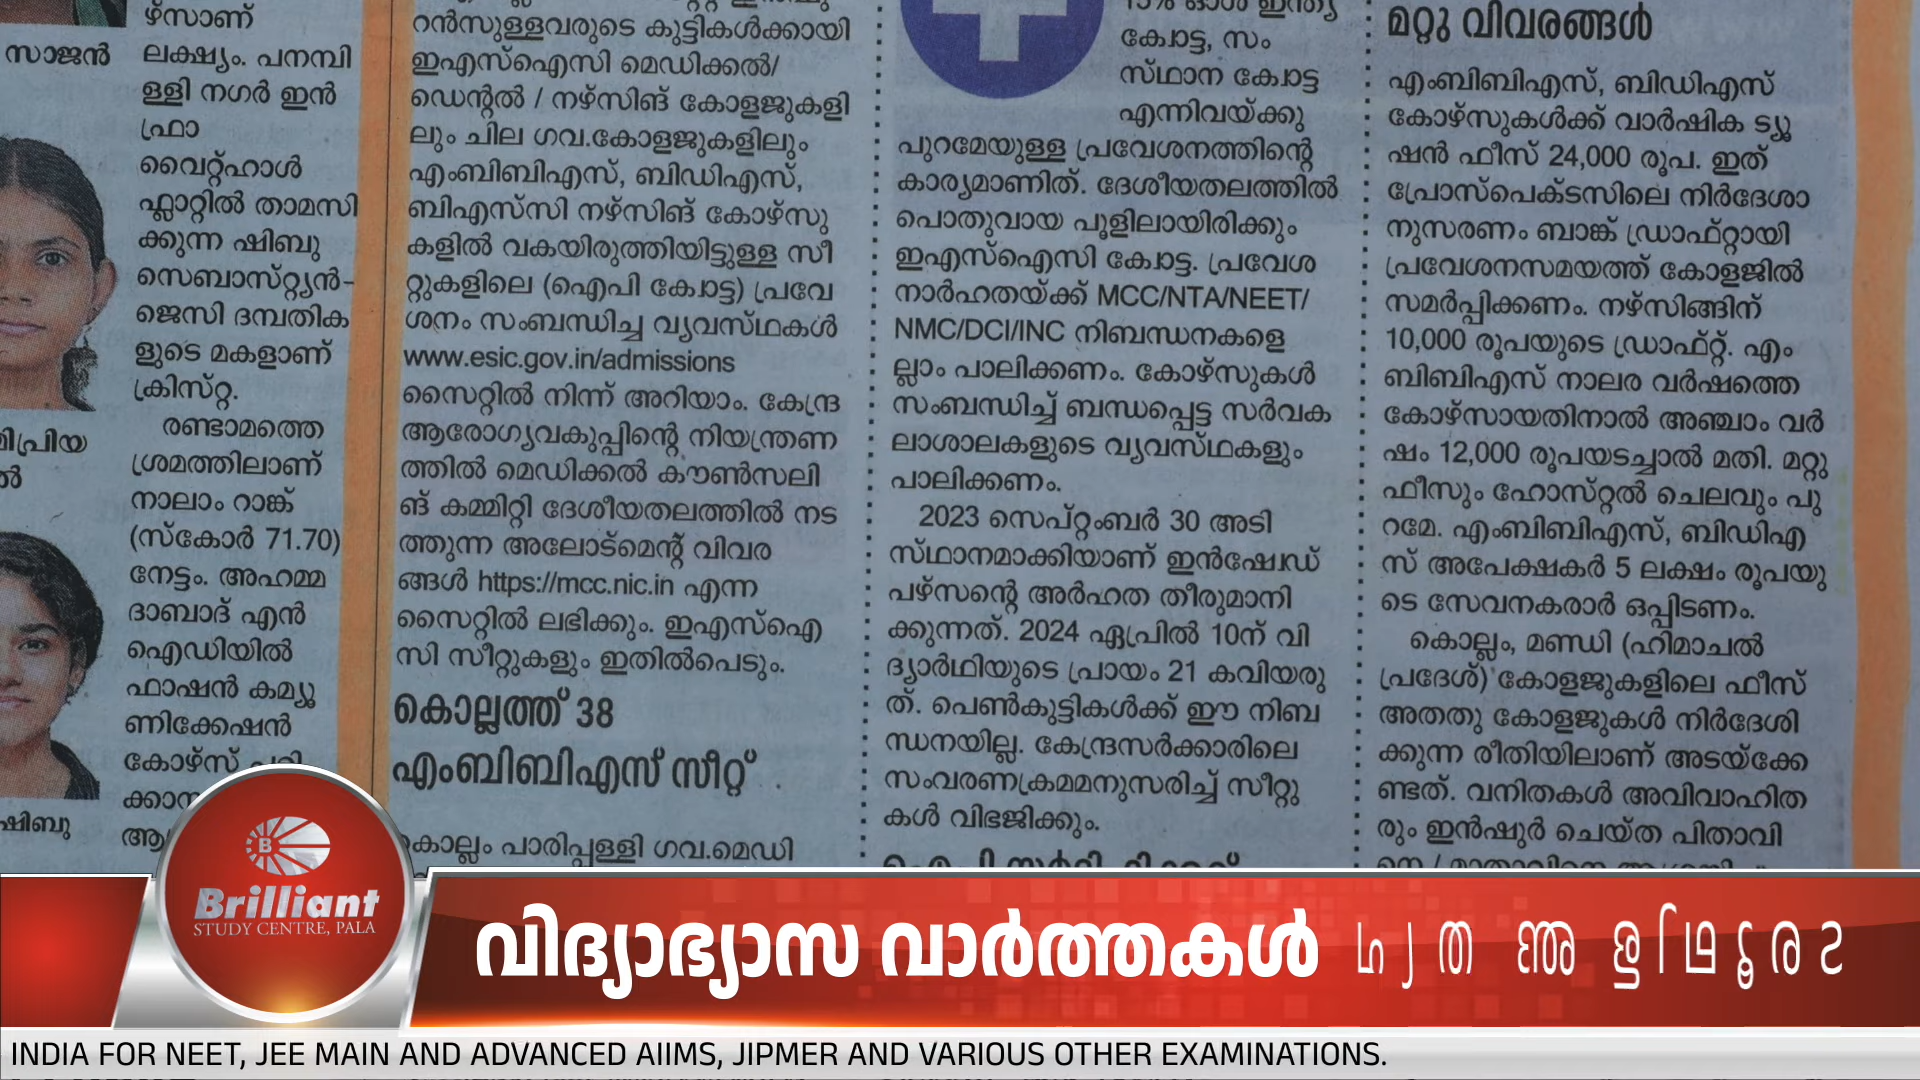 ഴ്സാണ്
സാജൻ
ലക്ഷ്യം. പനമ്പി
ള്ളി നഗർ ഇൻ
ഫ്രാ
വൈറ്റ്ഹാൾ
ഫ്ലാറ്റിൽ താമസി
ക്കുന്ന ഷിബു
സെബാസ്റ്റ്യൻ–
ജെസി ദമ്പതിക
ളുടെ മകളാണ്
ക്രിസ്റ്റ.
രണ്ടാമത്തെ
ശ്രമത്തിലാണ്
നാലാം റാങ്ക്
(സ്കോർ 71.70)
നേട്ടം. അഹമ്മ
ദാബാദ് എൻ
ഐഡിയിൽ
ഫാഷൻ കമ്യൂ
ണിക്കേഷൻ
കോഴ്സ്
ഷിബു
റൻസുള്ളവരുടെ കുട്ടികൾക്കായി
ഇഎസ്ഐസി മെഡിക്കൽ/
ഡെന്റൽ / നഴ്സിങ് കോളജുകളി
ലും ചില ഗവ.കോളജുകളിലും
എംബിബിഎസ്, ബിഡിഎസ്,
ബിഎസ്‌സി നഴ്സിങ് കോഴ്സു
കളിൽ വകയിരുത്തിയിട്ടുള്ള സീ
റ്റുകളിലെ (ഐപി ക്വോട്ട) പ്രവേ
ശനം സംബന്ധിച്ച വ്യവസ്ഥകൾ
www.esic.gov.in/admissions
സൈറ്റിൽ നിന്ന് അറിയാം. കേന്ദ്ര
ആരോഗ്യവകുപ്പിന്റെ നിയന്ത്രണ
ത്തിൽ മെഡിക്കൽ കൗൺസലി
ങ് കമ്മിറ്റി ദേശീയതലത്തിൽ നട
ത്തുന്ന അലോട്മെന്റ് വിവര
ങ്ങൾ https://mcc.nic.in എന്ന
സൈറ്റിൽ ലഭിക്കും. ഇഎസ്ഐ
സി സീറ്റുകളും ഇതിൽപെടും.
കൊല്ലത്ത് 38
എംബിബിഎസ് സീറ്റ്
കൊല്ലം പാരിപ്പള്ളി ഗവ.മെഡി
15% ഓൾ ഇന്ത്യ
ക്വോട്ട, സം
സ്ഥാന ക്വോട്ട
എന്നിവയ്ക്കു
പുറമേയുള്ള പ്രവേശനത്തിന്റെ
കാര്യമാണിത്. ദേശീയതലത്തിൽ
പൊതുവായ പൂളിലായിരിക്കും
ഇഎസ്ഐസി ക്വോട്ട. പ്രവേശ
നാർഹതയ്ക്ക് MCC/NTA/NEET/
NMC/DCI/INC നിബന്ധനകളെ
ല്ലാം പാലിക്കണം. കോഴ്സുകൾ
സംബന്ധിച്ച് ബന്ധപ്പെട്ട സർവക
ലാശാലകളുടെ വ്യവസ്ഥകളും
പാലിക്കണം.
2023 സെപ്റ്റംബർ 30 അടി
സ്ഥാനമാക്കിയാണ് ഇൻഷ്വേഡ്
പഴ്സന്റെ അർഹത തീരുമാനി
ക്കുന്നത്. 2024 ഏപ്രിൽ 10ന് വി
ദ്യാർഥിയുടെ പ്രായം 21 കവിയരു
ത്. പെൺകുട്ടികൾക്ക് ഈ നിബ
ന്ധനയില്ല. കേന്ദ്രസർക്കാരിലെ
സംവരണക്രമമനുസരിച്ച് സീറ്റു
കൾ വിഭജിക്കും.
മറ്റു വിവരങ്ങൾ
എംബിബിഎസ്, ബിഡിഎസ്
കോഴ്സുകൾക്ക് വാർഷിക ട്യൂ
ഷൻ ഫീസ് 24,000 രൂപ. ഇത്
പ്രോസ്പെക്ടസിലെ നിർദേശാ
നുസരണം ബാങ്ക് ഡ്രാഫ്റ്റായി
പ്രവേശനസമയത്ത് കോളജിൽ
സമർപ്പിക്കണം. നഴ്സിങ്ങിന്
10,000 രൂപയുടെ ഡ്രാഫ്റ്റ്. എം
ബിബിഎസ് നാലര വർഷത്തെ
കോഴ്സായതിനാൽ അഞ്ചാം വർ
ഷം 12,000 രൂപയടച്ചാൽ മതി. മറ്റു
ഫീസും ഹോസ്റ്റൽ ചെലവും പു
റമേ. എംബിബിഎസ്, ബിഡിഎ
സ് അപേക്ഷകർ 5 ലക്ഷം രൂപയു
ടെ സേവനകരാർ ഒപ്പിടണം.
കൊല്ലം, മണ്ഡി (ഹിമാചൽ
പ്രദേശ്) കോളജുകളിലെ ഫീസ്
അതതു കോളജുകൾ നിർദേശി
ക്കുന്ന രീതിയിലാണ് അടയ്ക്കേ
ണ്ടത്. വനിതകൾ അവിവാഹിത
രും ഇൻഷുർ ചെയ്ത പിതാവി
B
Brilliant
STUDY CENTRE, PALA
വിദ്യാഭ്യാസ വാർത്തകൾ
INDIA FOR NEET, JEE MAIN AND ADVANCED AIIMS, JIPMER AND VARIOUS OTHER EXAMINATIONS.